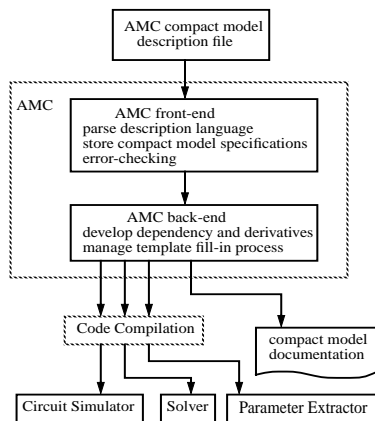 AMC compact model
description file
AMC
AMC front-end
parse description language
store compact model specifications
error-checking
AMC back-end
develop dependency and derivatives
manage template fill-in process
Code Compilation
compact model
documentation
Circuit Simulator
Solver
Parameter Extractor